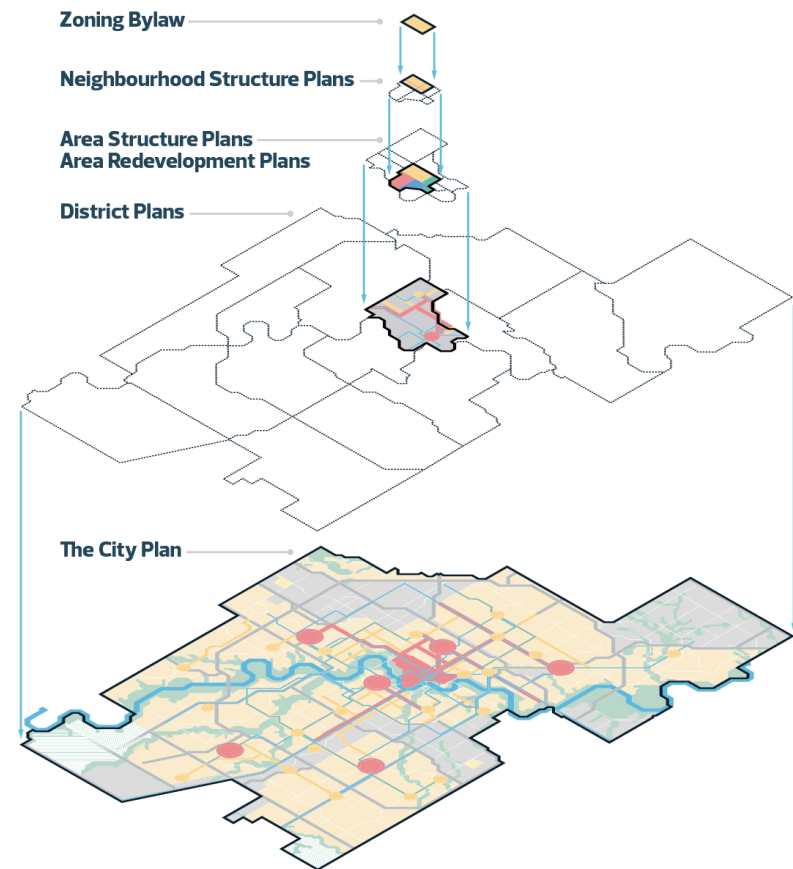 Zoning Bylaw
Neighbourhood Structure Plans
Area Structure Plans
Area Redevelopment Plans
District Plans
The City Plan